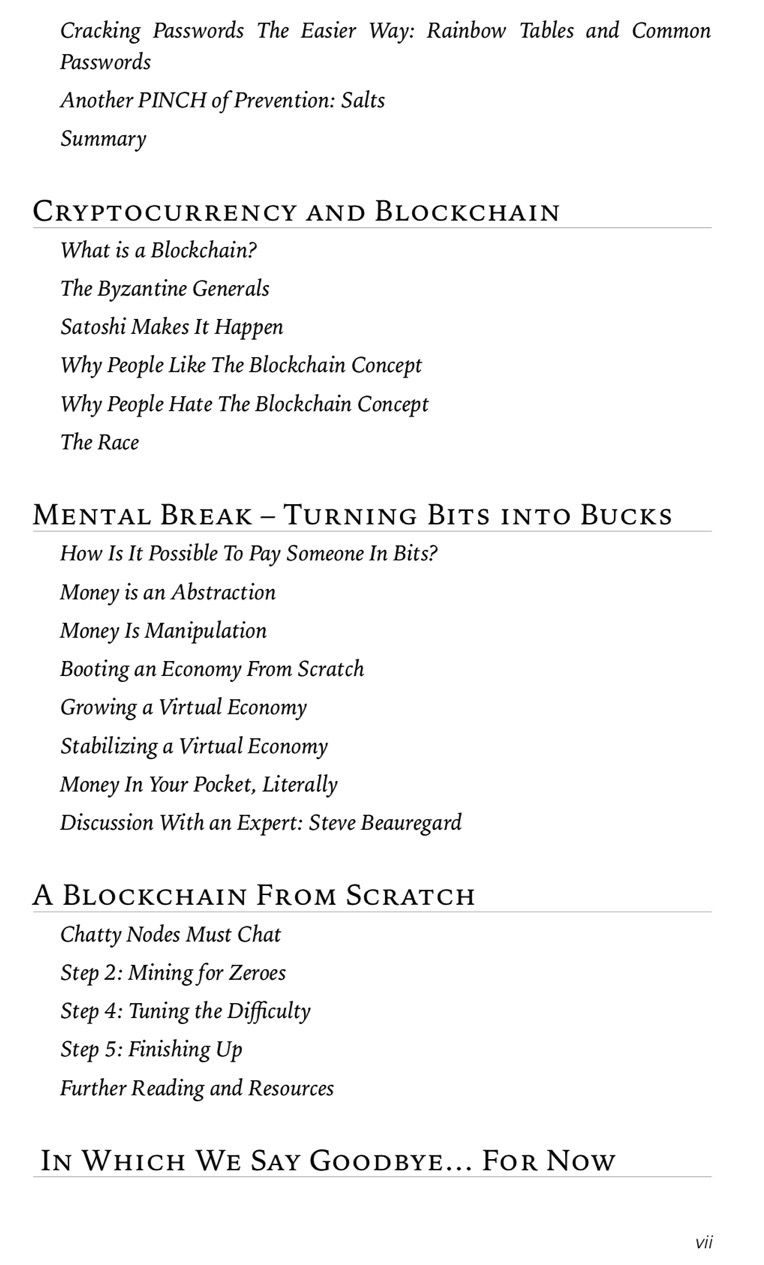 Cracking Passwords The Easier Way: Rainbow Tables and Common
Passwords
Another PINCH of Prevention: Salts
Summary
Cryptocurrency and Blockchain
What is a Blockchain?
The Byzantine Generals
Satoshi Makes It Happen
Why People Like The Blockchain Concept
Why People Hate The Blockchain Concept
The Race
Mental Break – Turning Bits into Bucks
How Is It Possible To Pay Someone In Bits?
Money is an Abstraction
Money Is Manipulation
Booting an Economy From Scratch
Growing a Virtual Economy
Stabilizing a Virtual Economy
Money In Your Pocket, Literally
Discussion With an Expert: Steve Beauregard
A Blockchain From Scratch
Chatty Nodes Must Chat
Step 2: Mining for Zeroes
Step 4: Tuning the Difficulty
Step 5: Finishing Up
Further Reading and Resources
In Which We Say Goodbye... For Now
vii